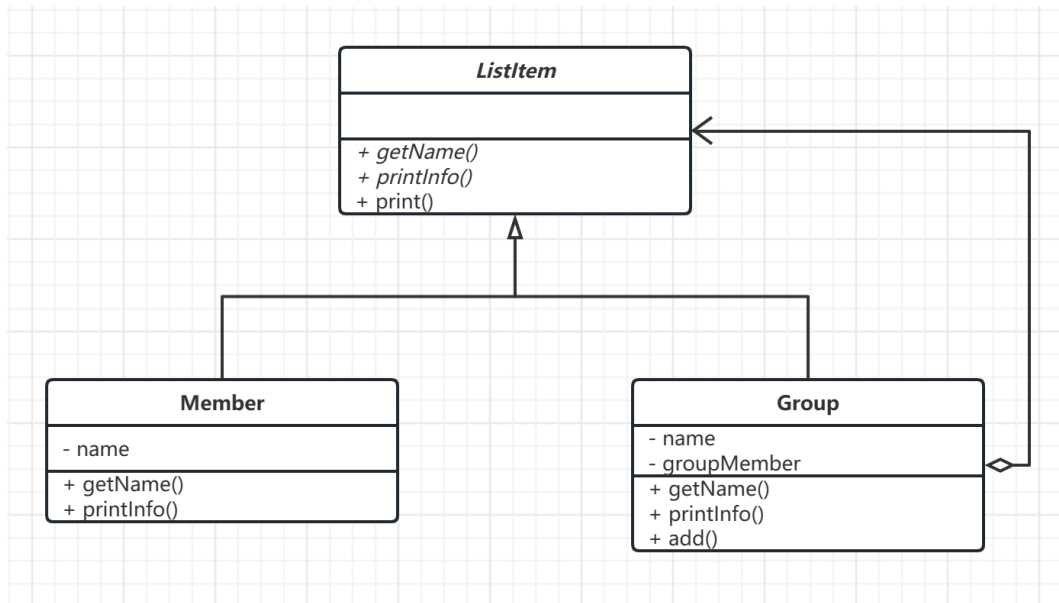 ListItem
+ getName()
+ printInfo()
+ print()
Member
- name
+ getName()
+ printInfo()
Group
- name
- groupMember
+ getName()
+ printInfo()
+ add()